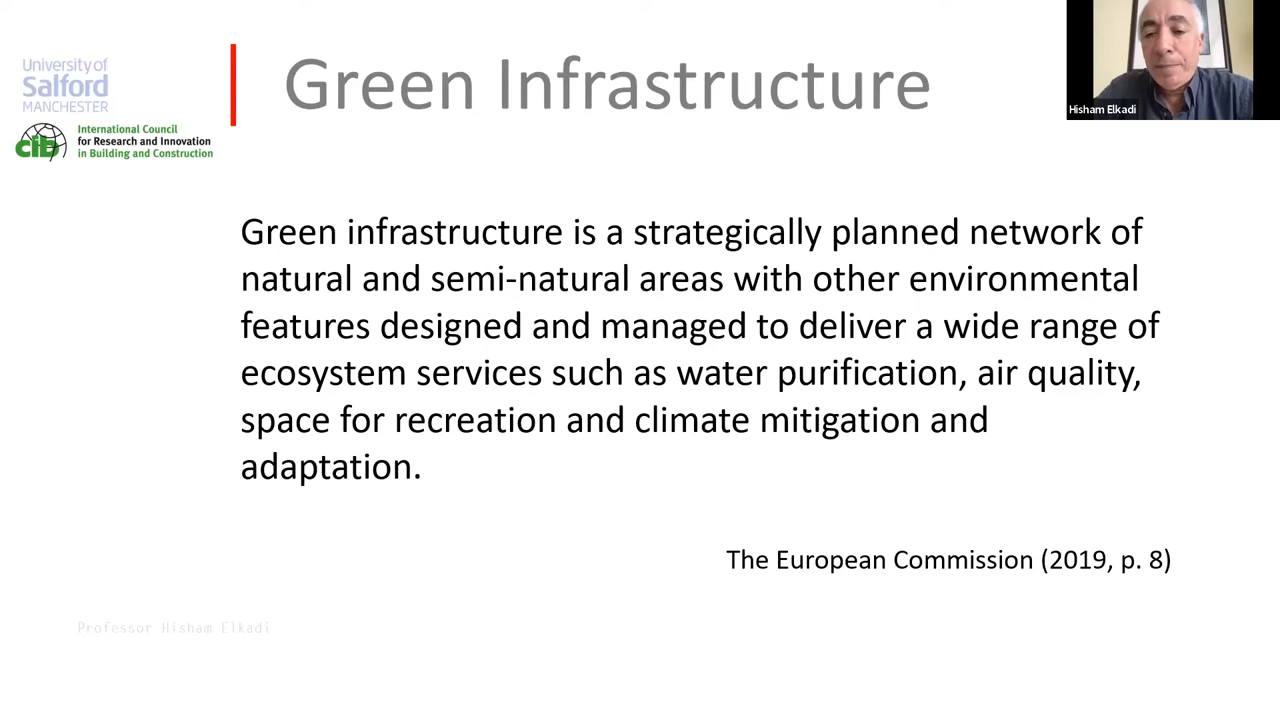 University of
Salford
MANCHESTER
cib
International Council
for Research and Innovation
in Building and Construction
Green Infrastructure
Hisham Elkadi
Green infrastructure is a strategically planned network of
natural and semi-natural areas with other environmental
features designed and managed to deliver a wide range of
ecosystem services such as water purification, air quality,
space for recreation and climate mitigation and
adaptation.
The European Commission (2019, p. 8)
Professor Hisham Elkadi